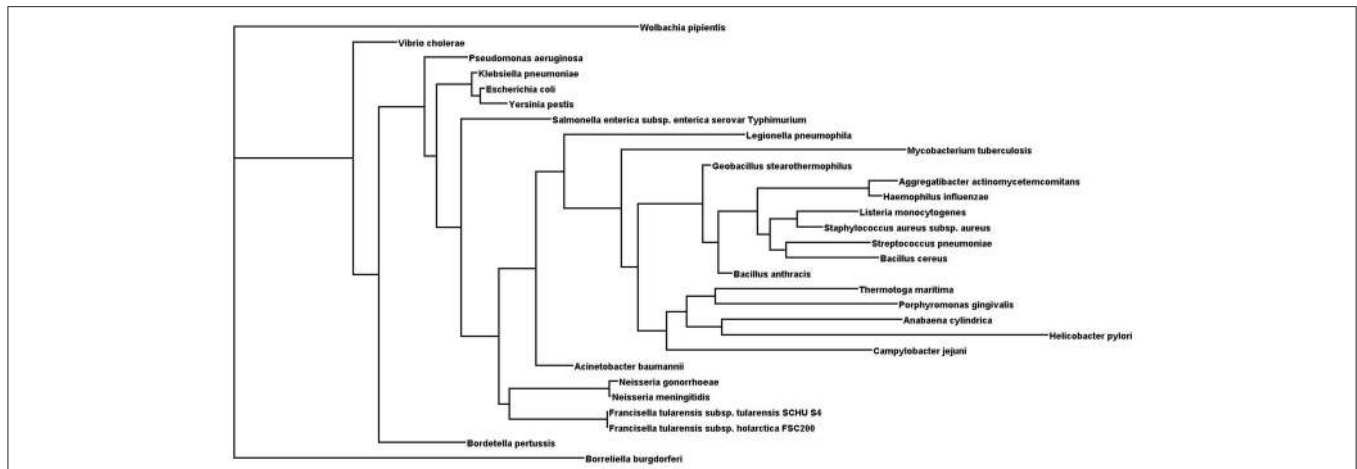 Wolbachia pipientis
Vibrio cholerae
Pseudomonas aeruginosa
Klebsiella pneumoniae
Escherichia coli
Yersinia pestis
Salmonella enterica subsp. enterica serovar Typhimurium
Legionella pneumophila
Mycobacterium tuberculosis
Geobacillus stearothermophilus
Aggregatibacter actinomycetemcomitans
Haemophilus influenzae
Listeria monocytogenes
Staphylococcus aureus subsp. aureus
Streptococcus pneumoniae
Bacillus cereus
Bacillus anthracis
Thermotoga maritima
Porphyromonas gingivalis
Anabaena cylindrica
Helicobacter pylori
Campylobacter jejuni
Acinetobacter baumannii
Neisseria gonorrhoeae
Neisseria meningitidis
Francisella tularensis subsp. tularensis SCHU S4
Francisella tularensis subsp. holarctica FSC200
Bordetella pertussis
Borreliella burgdorferi